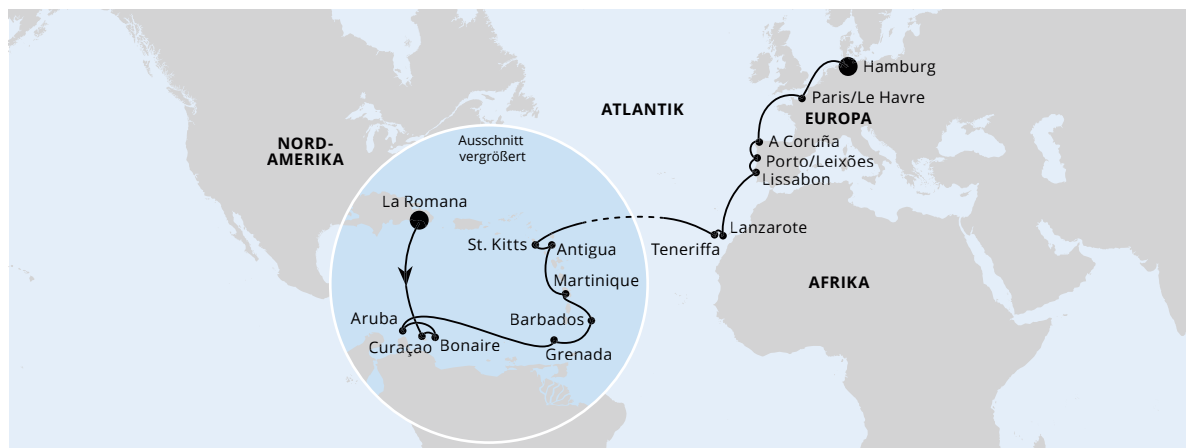 Hamburg
Paris/Le Havre
ATLANTIK
EUROPA
Ausschnitt
vergrößert
NORD-
AMERIKA
A Coruña
Porto/Leixões
Lissabon
La Romana
St. Kitts
Antigua
Teneriffa
Lanzarote
Martinique
AFRIKA
Aruba
Barbados
Curaçao
Bonaire
Grenada